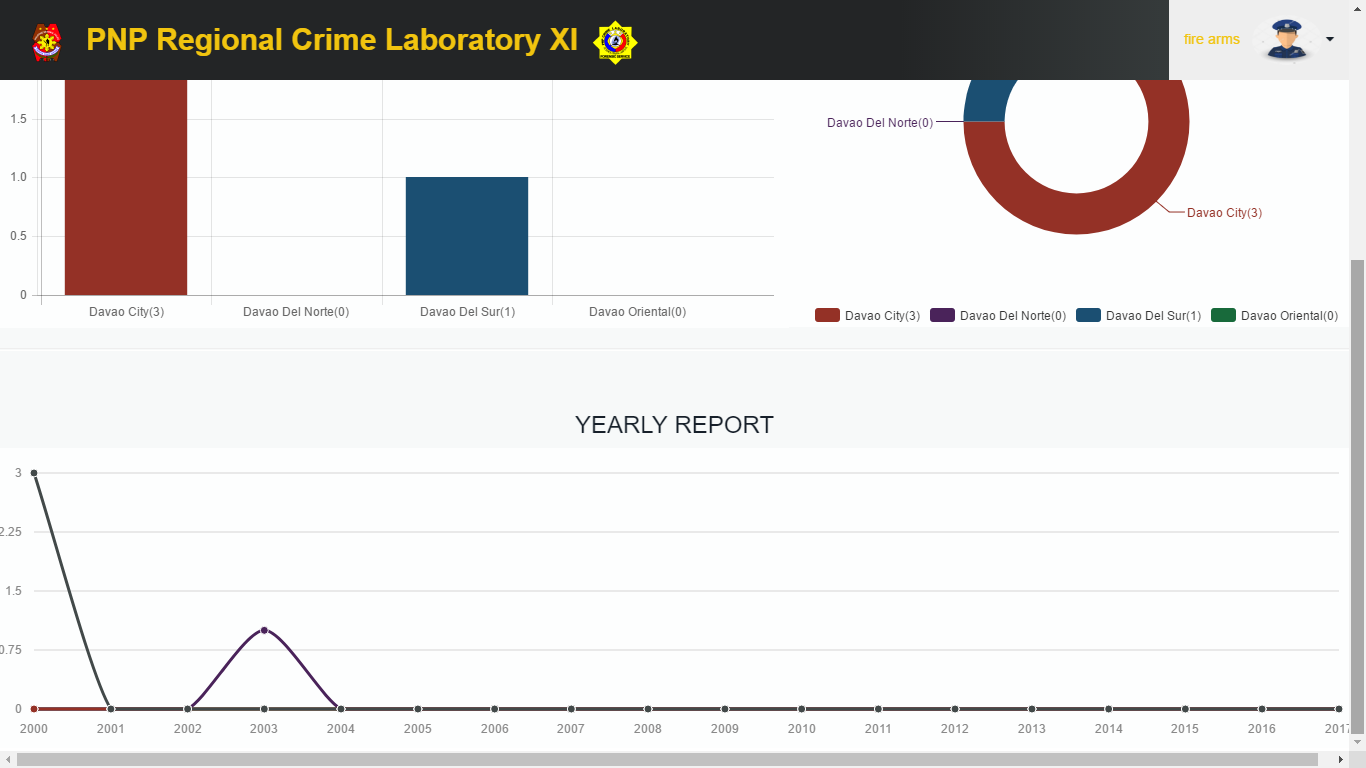 PNP Regional Crime Laboratory XI
fire arms
1.5
1.0
0.5
0
Davao City(3) Davao Del Norte(0) Davao Del Sur(1) Davao Oriental(0)
Davao Del Norte(0)
Davao City(3)
Davao City(3) Davao Del Norte(0) Davao Del Sur(1) Davao Oriental(0)
YEARLY REPORT
3
2.25
1.5
0.75
0
2000 2001 2002 2003 2004 2005 2006 2007 2008 2009 2010 2011 2012 2013 2014 2015 2016 2017